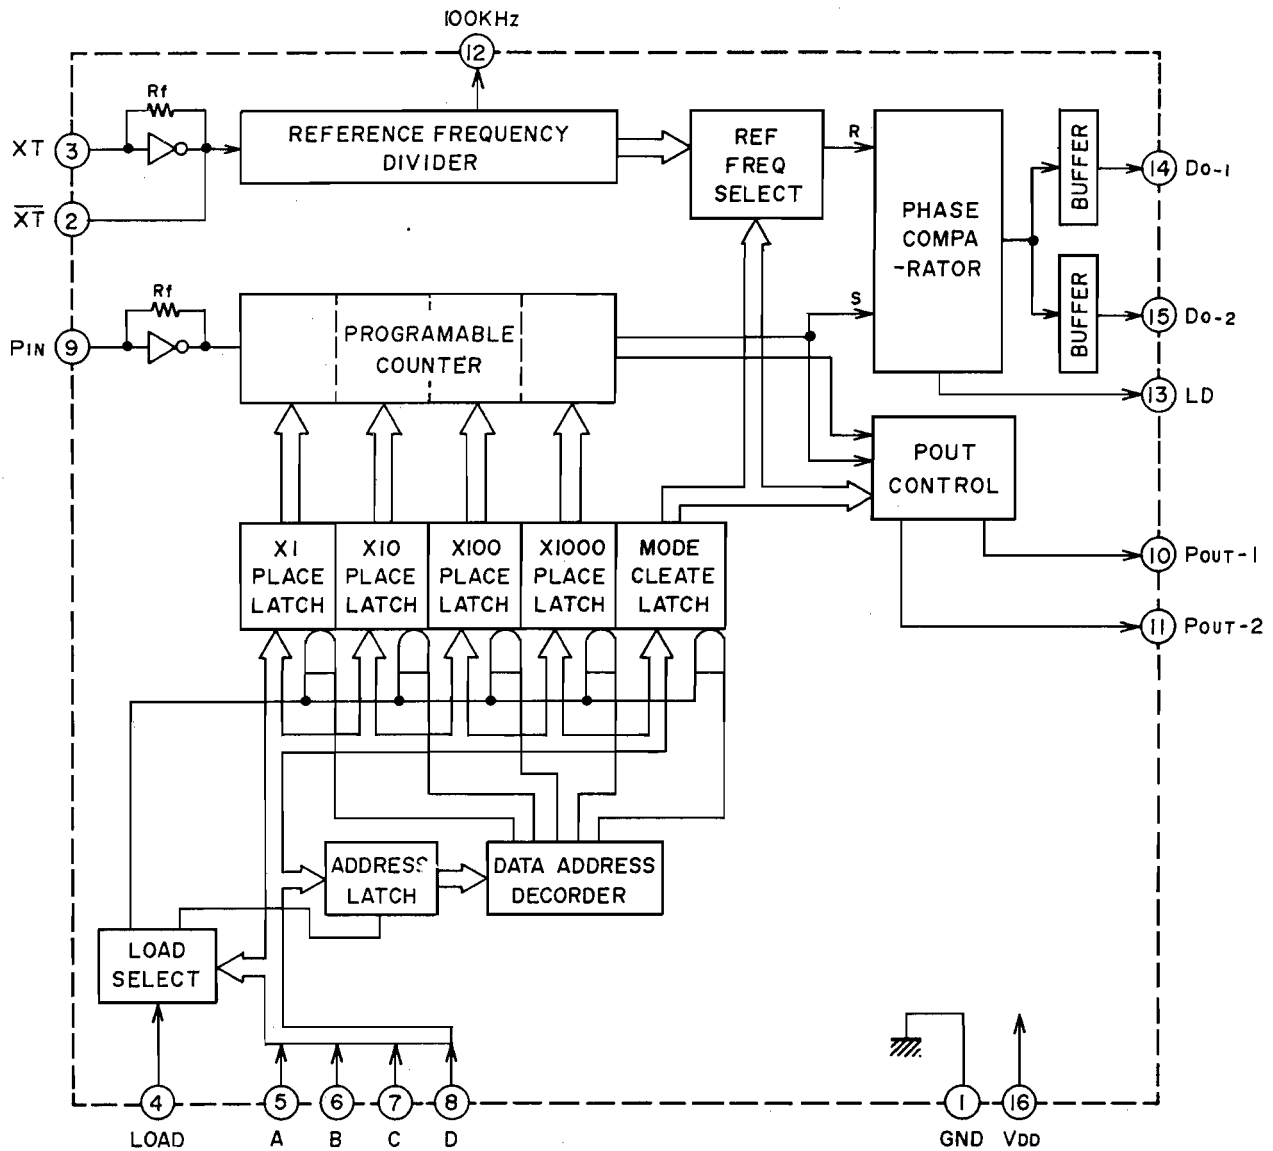 100KHz
12
Rf
XT
3
REFERENCE FREQUENCY
DIVIDER
REF
FREQ
SELECT
R
PHASE
COMPA
-RATOR
BUFFER
14
Do-1
XT
2
Rf
PIN
9
PROGRAMABLE
COUNTER
S
BUFFER
15
Do-2
13
LD
POUT
CONTROL
X1
PLACE
LATCH
X10
PLACE
LATCH
X100
PLACE
LATCH
X1000
PLACE
LATCH
MODE
CLEATE
LATCH
10
POUT-1
11
POUT-2
ADDRESS
LATCH
DATA ADDRESS
DECORDER
LOAD
SELECT
4
LOAD
5
A
6
B
7
C
8
D
1
GND
16
VDD